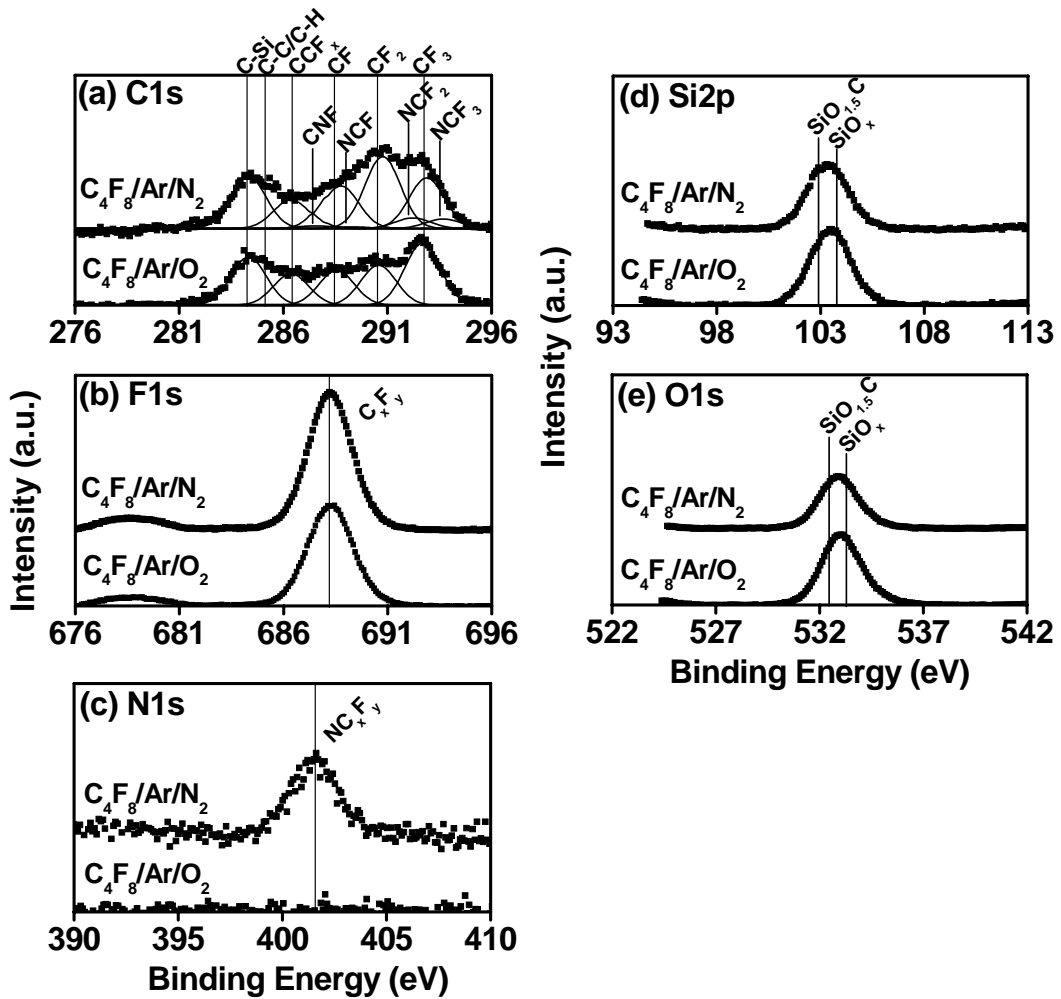 (a) C1s
C-Si
C-C/C-H
CCFₓ
CF
CF₂
CF₃
CNF
NCF
NCF₂
NCF₃
C₄F₈/Ar/N₂
C₄F₈/Ar/O₂
276 281 286 291 296
(b) F1s
CₓFᵧ
C₄F₈/Ar/N₂
C₄F₈/Ar/O₂
676 681 686 691 696
Intensity (a.u.)
(c) N1s
NCₓFᵧ
C₄F₈/Ar/N₂
C₄F₈/Ar/O₂
390 395 400 405 410
Binding Energy (eV)
(d) Si2p
SiO₁.₅C
SiOₓ
C₄F₈/Ar/N₂
C₄F₈/Ar/O₂
93 98 103 108 113
Intensity (a.u.)
(e) O1s
SiO₁.₅C
SiOₓ
C₄F₈/Ar/N₂
C₄F₈/Ar/O₂
522 527 532 537 542
Binding Energy (eV)